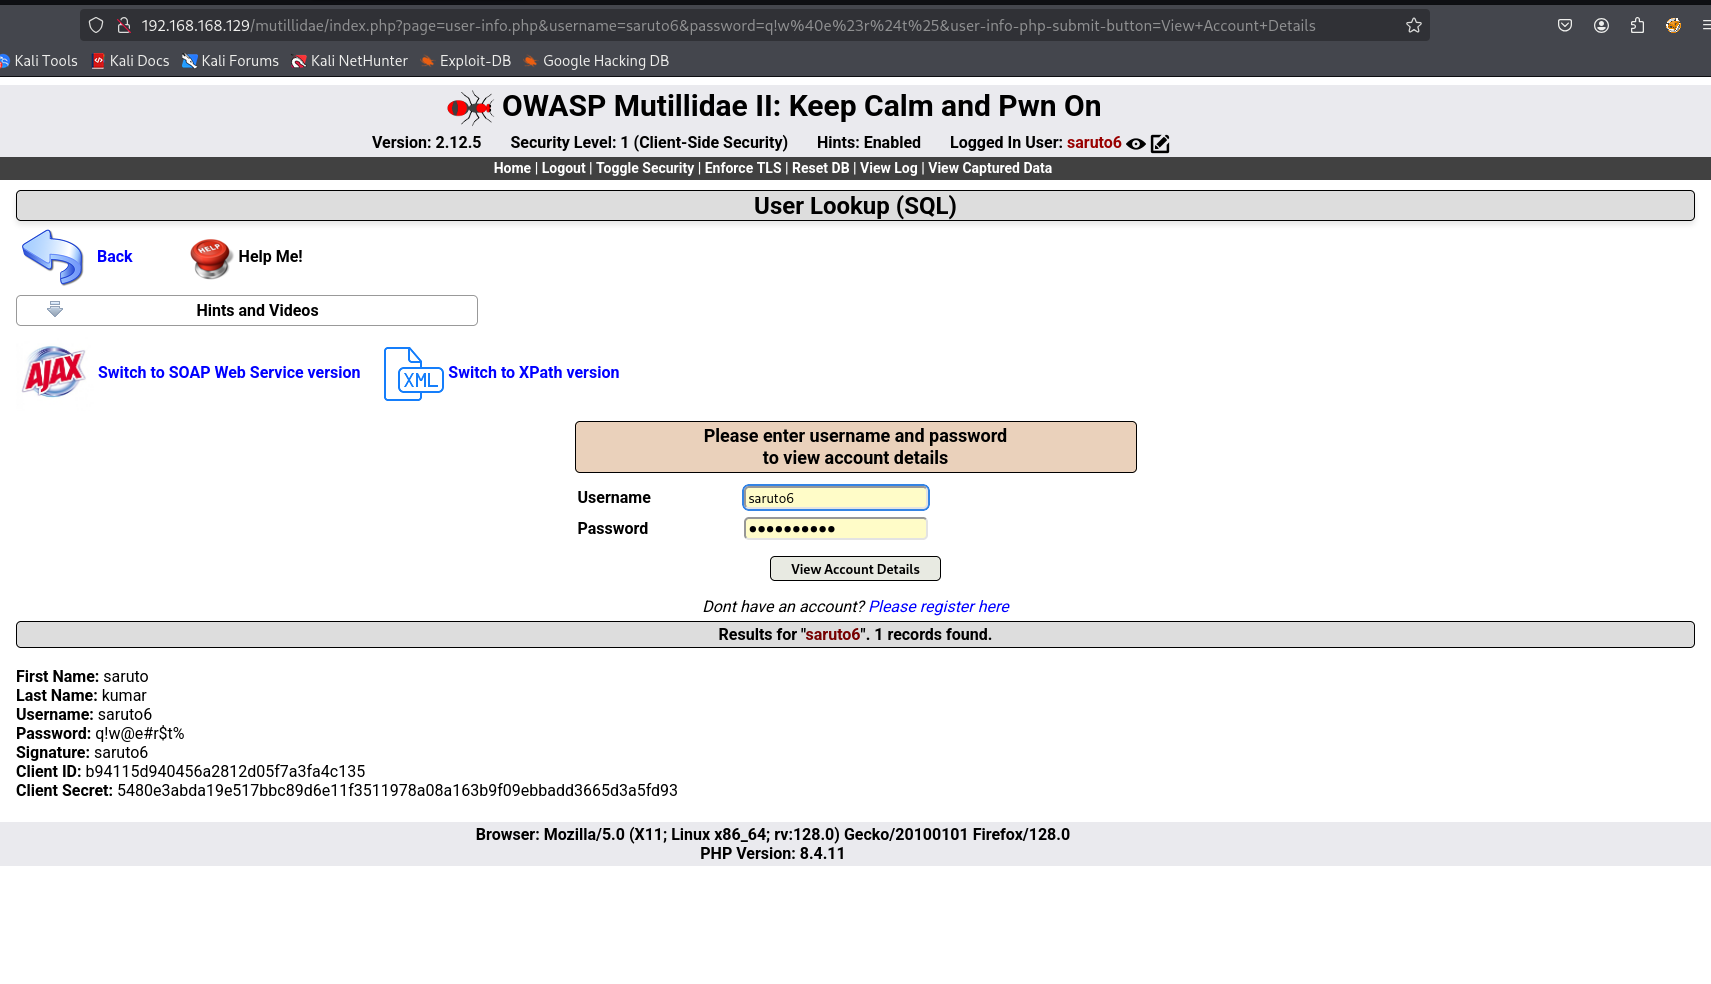 192.168.168.129/mutillidae/index.php?page=user-info.php&username=saruto6&password=q!w%40e%23r%24t%25&user-info-php-submit-button=View+Account+Details
Kali Tools Kali Docs Kali Forums Kali NetHunter Exploit-DB Google Hacking DB
OWASP Mutillidae II: Keep Calm and Pwn On
Version: 2.12.5 Security Level: 1 (Client-Side Security) Hints: Enabled Logged In User: saruto6
Home | Logout | Toggle Security | Enforce TLS | Reset DB | View Log | View Captured Data
User Lookup (SQL)
Back HELP Help Me!
Hints and Videos
AJAX Switch to SOAP Web Service version XML Switch to XPath version
Please enter username and password
to view account details
Username saruto6
Password ●●●●●●●●●●
View Account Details
Dont have an account? Please register here
Results for "saruto6". 1 records found.
First Name: saruto
Last Name: kumar
Username: saruto6
Password: q!w@e#r$t%
Signature: saruto6
Client ID: b94115d940456a2812d05f7a3fa4c135
Client Secret: 5480e3abda19e517bbc89d6e11f3511978a08a163b9f09ebbadd3665d3a5fd93
Browser: Mozilla/5.0 (X11; Linux x86_64; rv:128.0) Gecko/20100101 Firefox/128.0
PHP Version: 8.4.11